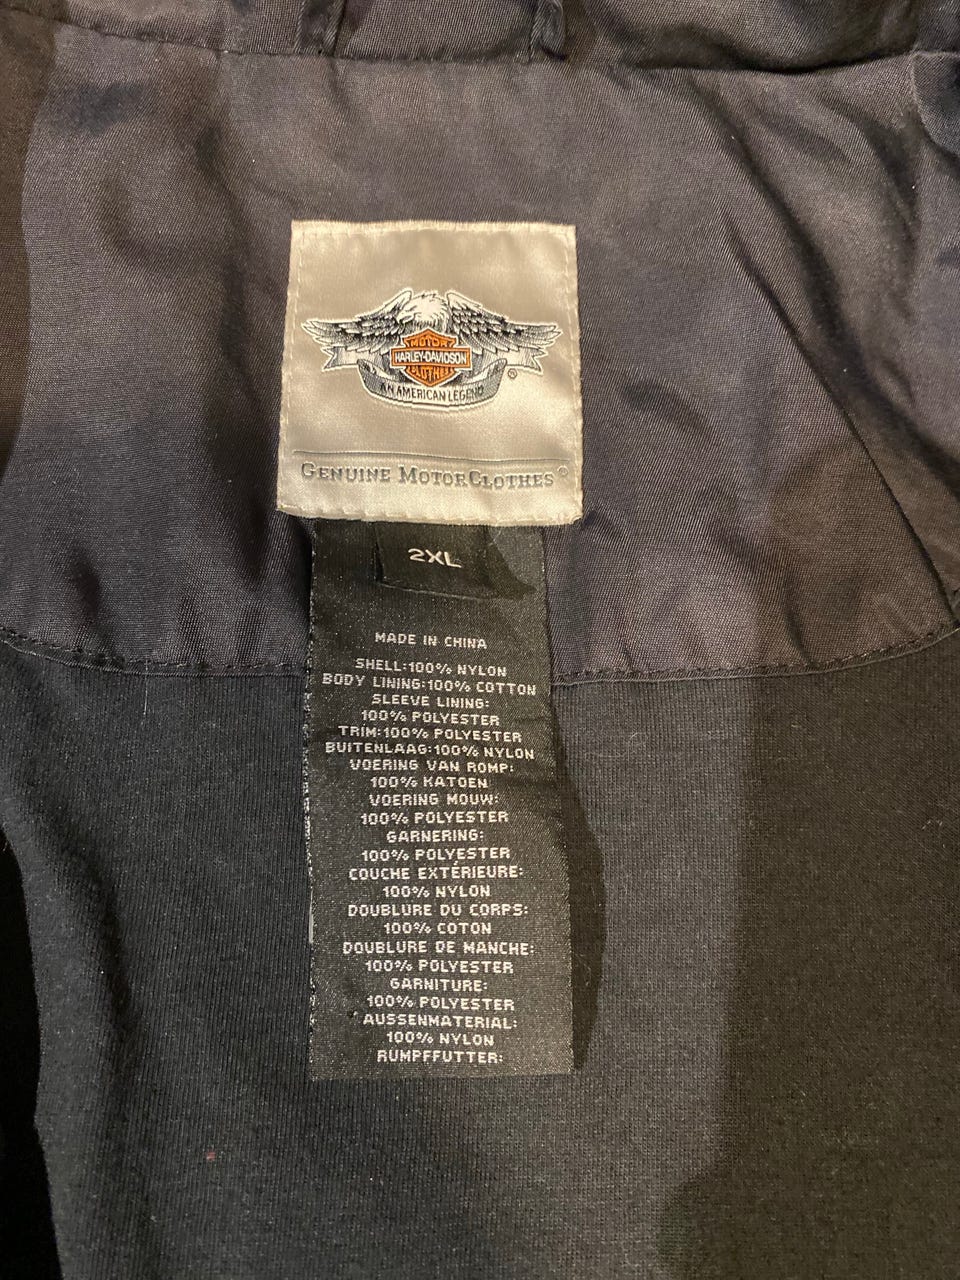 MOTOR
HARLEY-DAVIDSON
CLOTHES
AN AMERICAN LEGEND
®
GENUINE MOTORCLOTHES®
2XL
MADE IN CHINA
SHELL:100% NYLON
BODY LINING:100% COTTON
SLEEVE LINING:
100% POLYESTER
TRIM:100% POLYESTER
BUITENLAAG:100% NYLON
VOERING VAN ROMP:
100% KATOEN
VOERING MOUW:
100% POLYESTER
GARNERING:
100% POLYESTER
COUCHE EXTÉRIEURE:
100% NYLON
DOUBLURE DU CORPS:
100% COTON
DOUBLURE DE MANCHE:
100% POLYESTER
GARNITURE:
100% POLYESTER
AUSSENMATERIAL:
100% NYLON
RUMPFFUTTER: